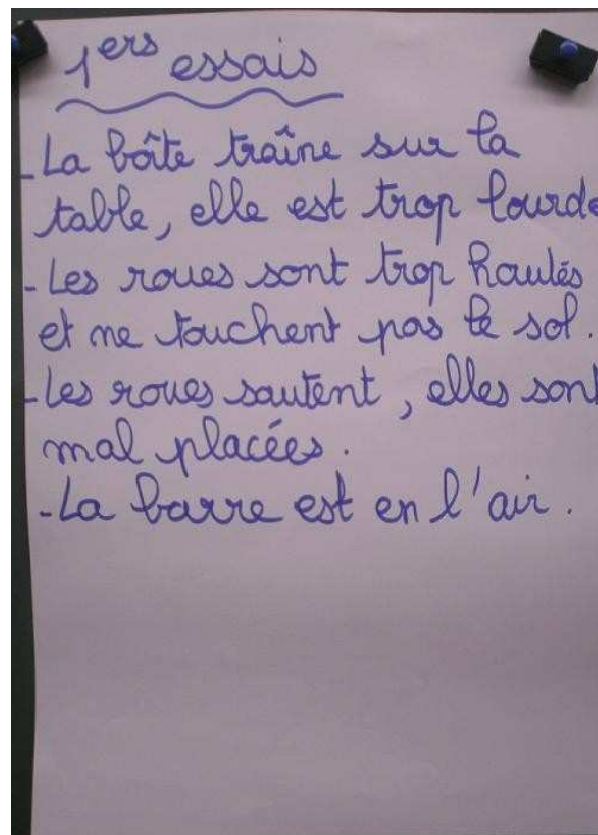 1ers essais
- La boîte traîne sur la
table, elle est trop lourde
- Les roues sont trop hautes
et ne touchent pas le sol.
- Les roues sautent, elles sont
mal placées.
- La barre est en l'air.